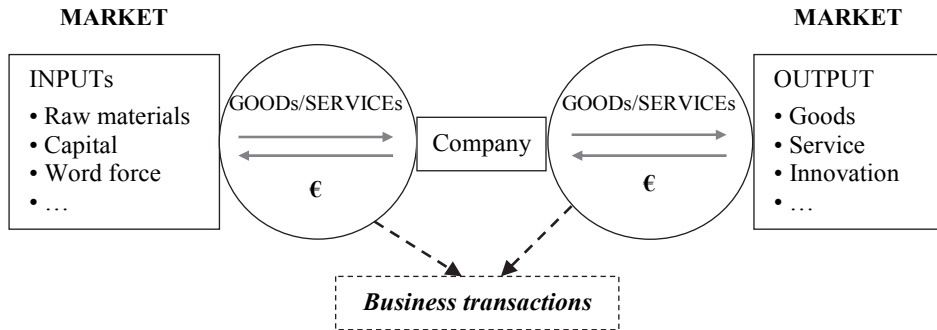 MARKET
MARKET
INPUTs
• Raw materials
• Capital
• Word force
• …
GOODs/SERVICEs
€
Company
GOODs/SERVICEs
€
OUTPUT
• Goods
• Service
• Innovation
• …
Business transactions